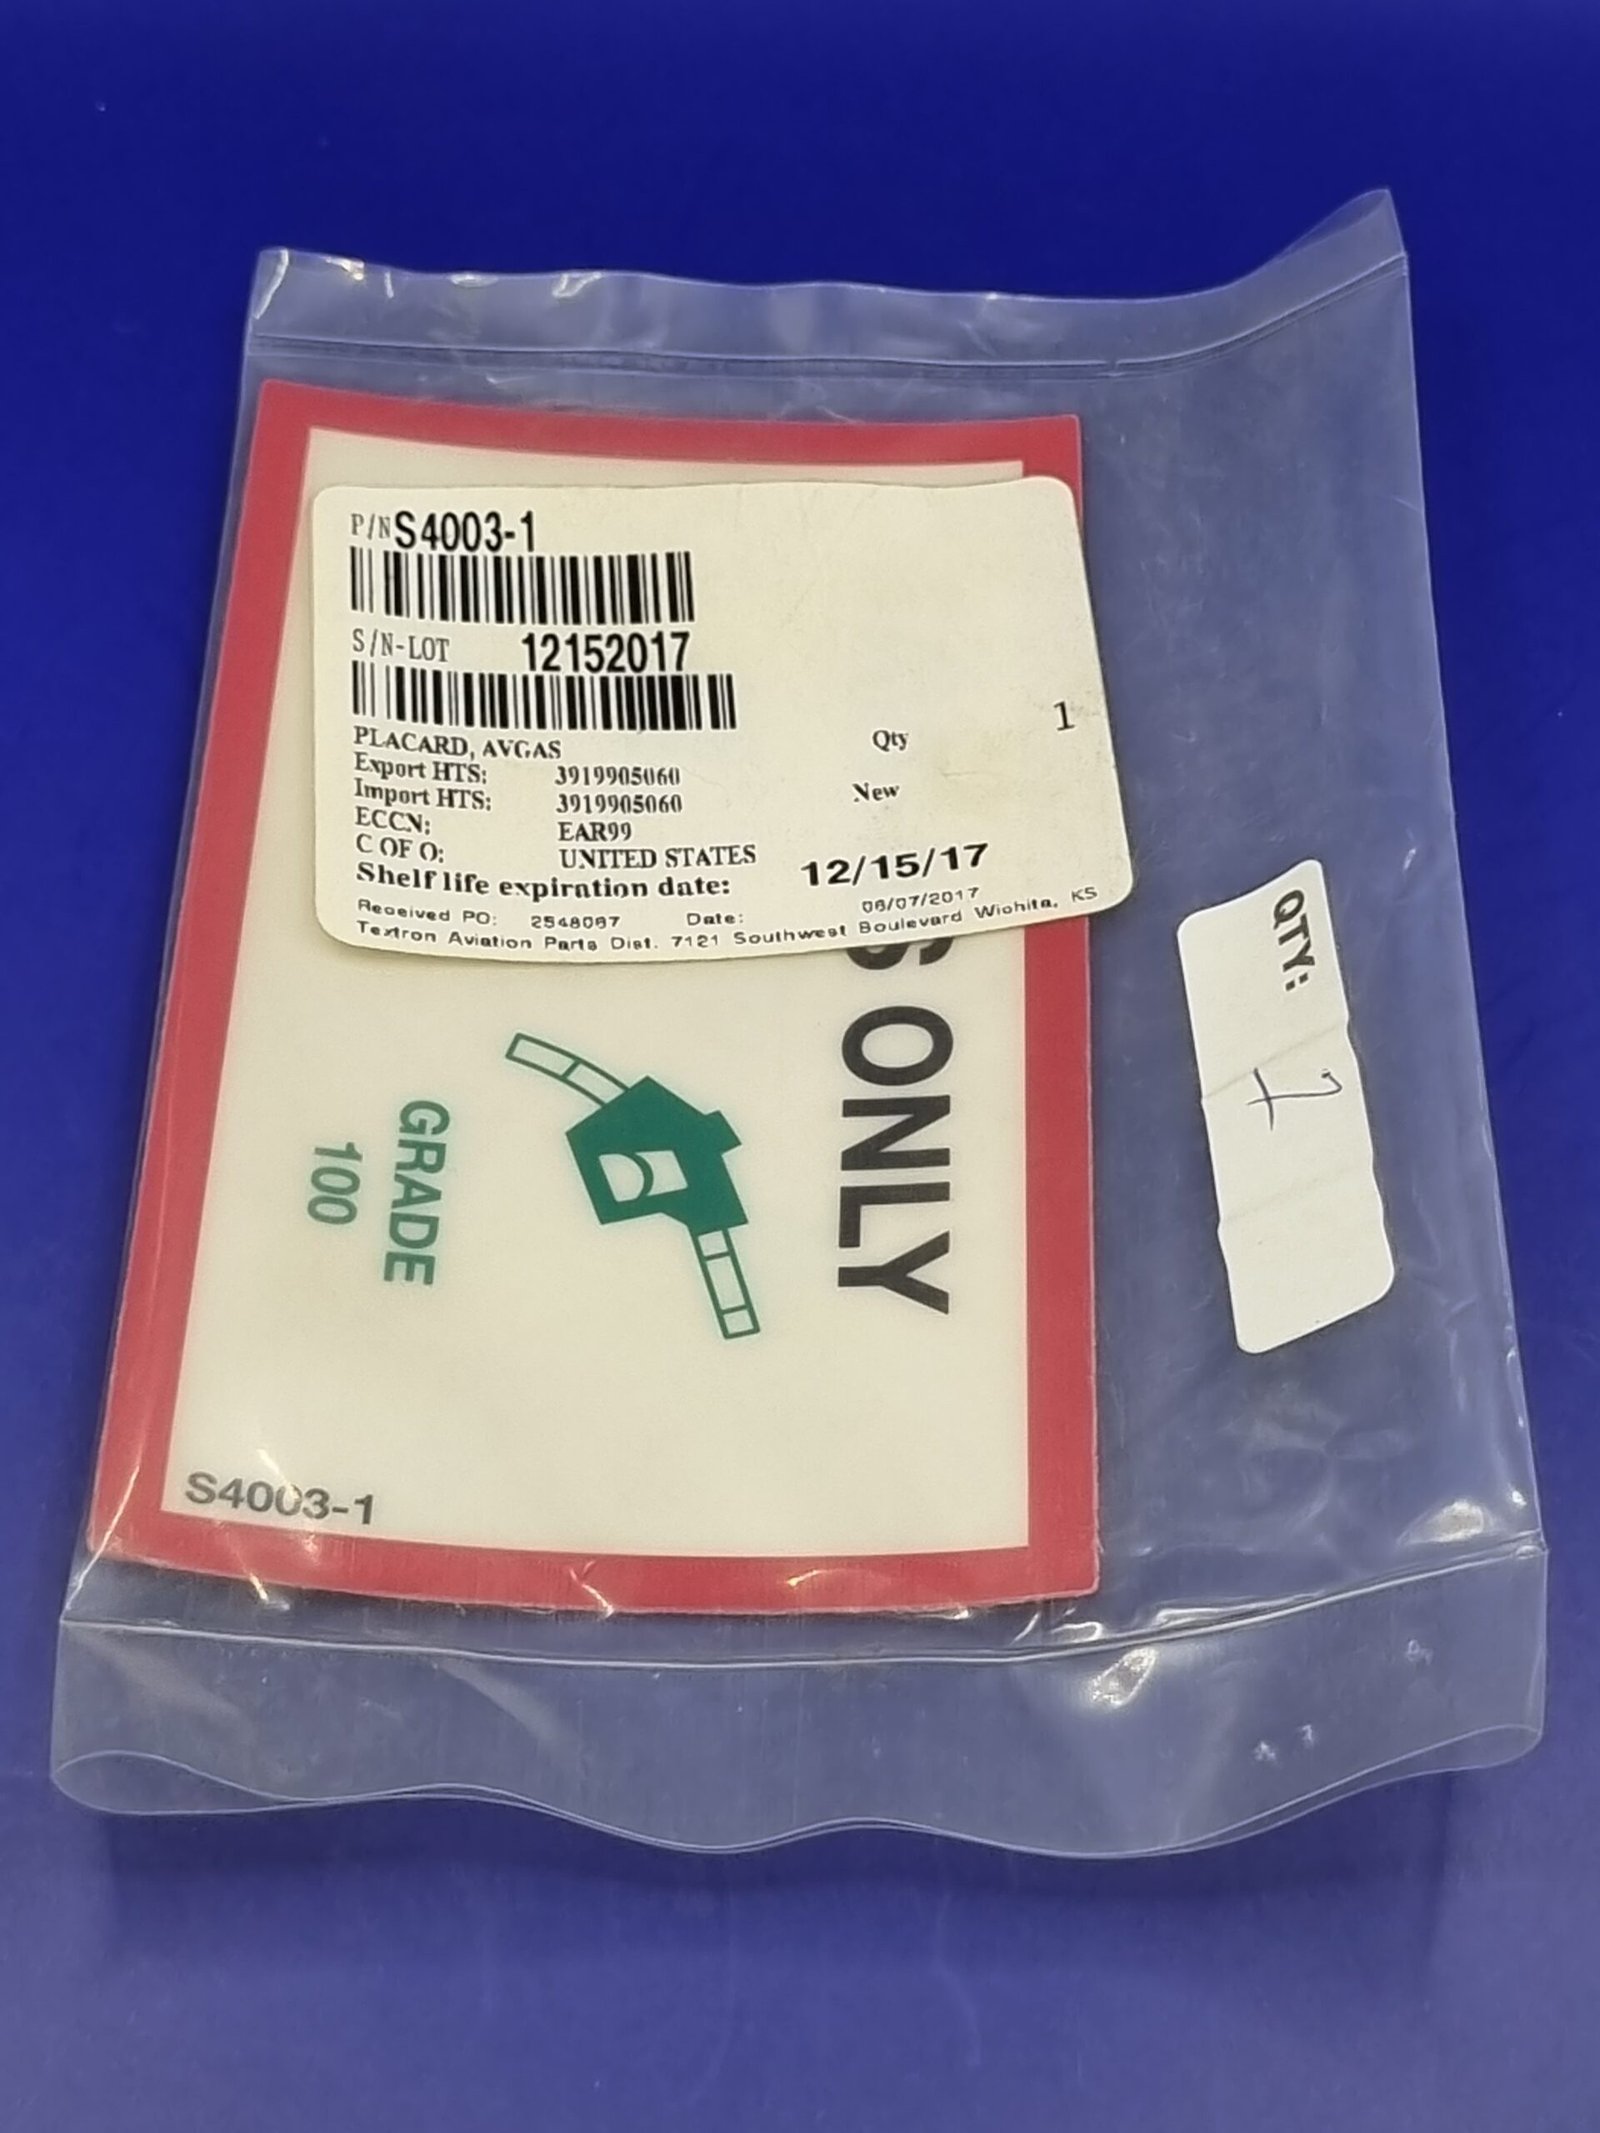 P/N S4003-1
S/N-LOT 12152017
PLACARD, AVGAS Qty 1
Export HTS: 3919905060
Import HTS: 3919905060 New
ECCN: EAR99
C OF O: UNITED STATES
Shelf life expiration date: 12/15/17
Received PO: 2548087 Date: 06/07/2017
Textron Aviation Parts Dist. 7121 Southwest Boulevard Wichita, KS
S ONLY
GRADE
100
S4003-1
QTY: